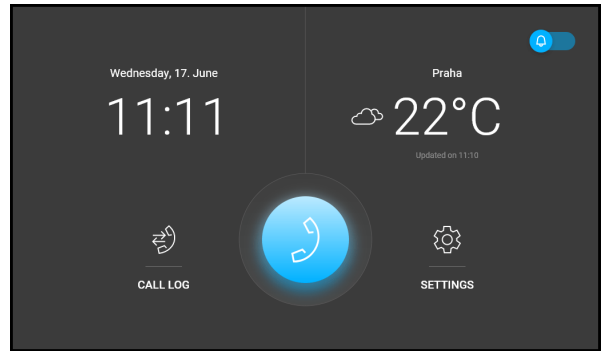 Wednesday, 17. June
11:11
Praha
22°C
Updated on 11:10
CALL LOG
SETTINGS